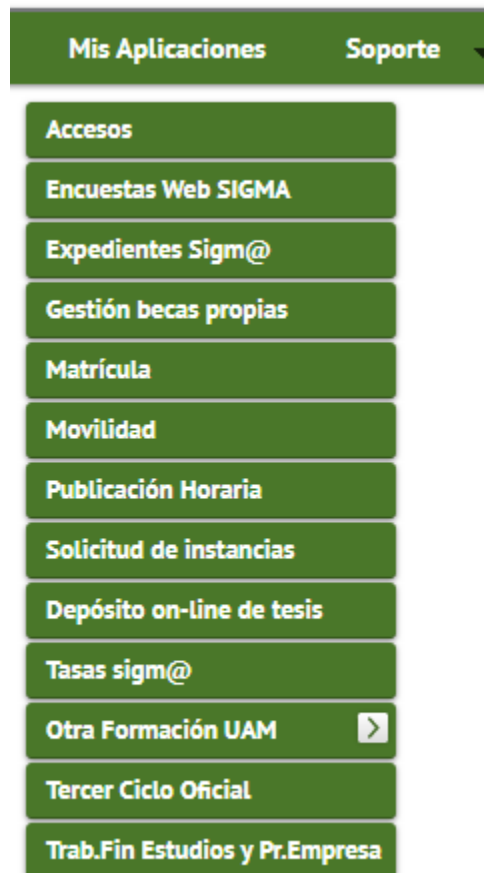 Mis Aplicaciones Soporte
Accesos
Encuestas Web SIGMA
Expedientes Sigm@
Gestión becas propias
Matrícula
Movilidad
Publicación Horaria
Solicitud de instancias
Depósito on-line de tesis
Tasas sigm@
Otra Formación UAM
Tercer Ciclo Oficial
Trab.Fin Estudios y Pr.Empresa